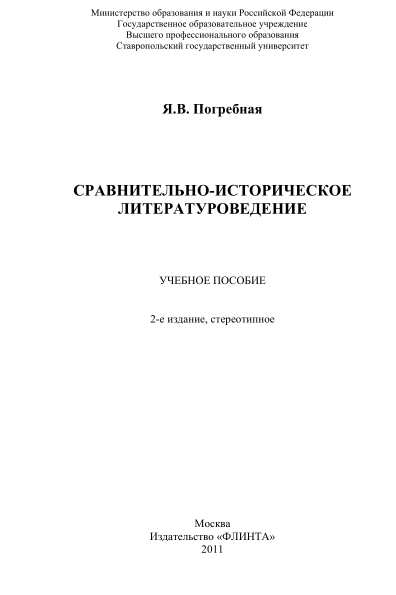 Министерство образования и науки Российской Федерации
Государственное образовательное учреждение
Высшего профессионального образования
Ставропольский государственный университет
Я.В. Погребная
СРАВНИТЕЛЬНО-ИСТОРИЧЕСКОЕ
ЛИТЕРАТУРОВЕДЕНИЕ
УЧЕБНОЕ ПОСОБИЕ
2-е издание, стереотипное
Москва
Издательство «ФЛИНТА»
2011